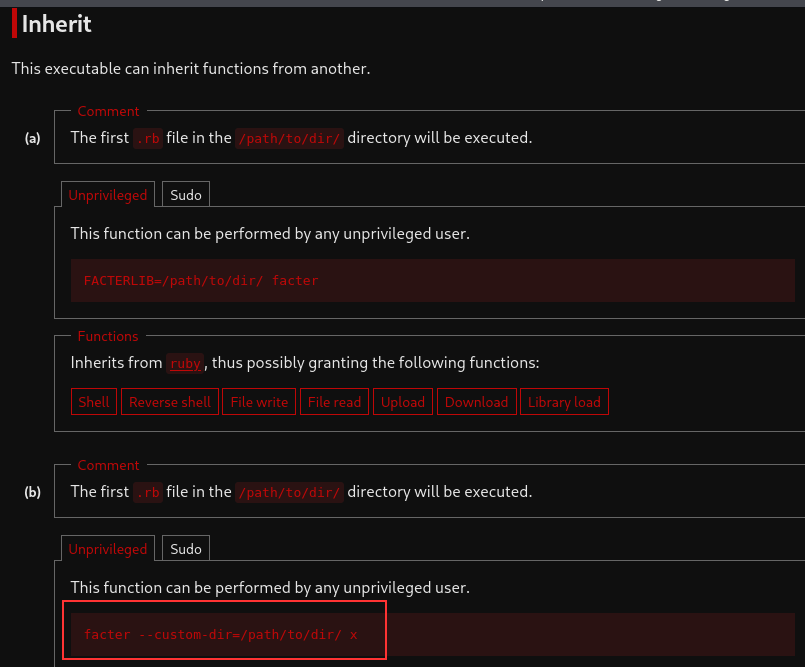 Inherit
This executable can inherit functions from another.
Comment
(a)
The first .rb file in the /path/to/dir/ directory will be executed.
Unprivileged Sudo
This function can be performed by any unprivileged user.
FACTERLIB=/path/to/dir/ facter
Functions
Inherits from ruby, thus possibly granting the following functions:
Shell Reverse shell File write File read Upload Download Library load
Comment
(b)
The first .rb file in the /path/to/dir/ directory will be executed.
Unprivileged Sudo
This function can be performed by any unprivileged user.
facter --custom-dir=/path/to/dir/ x